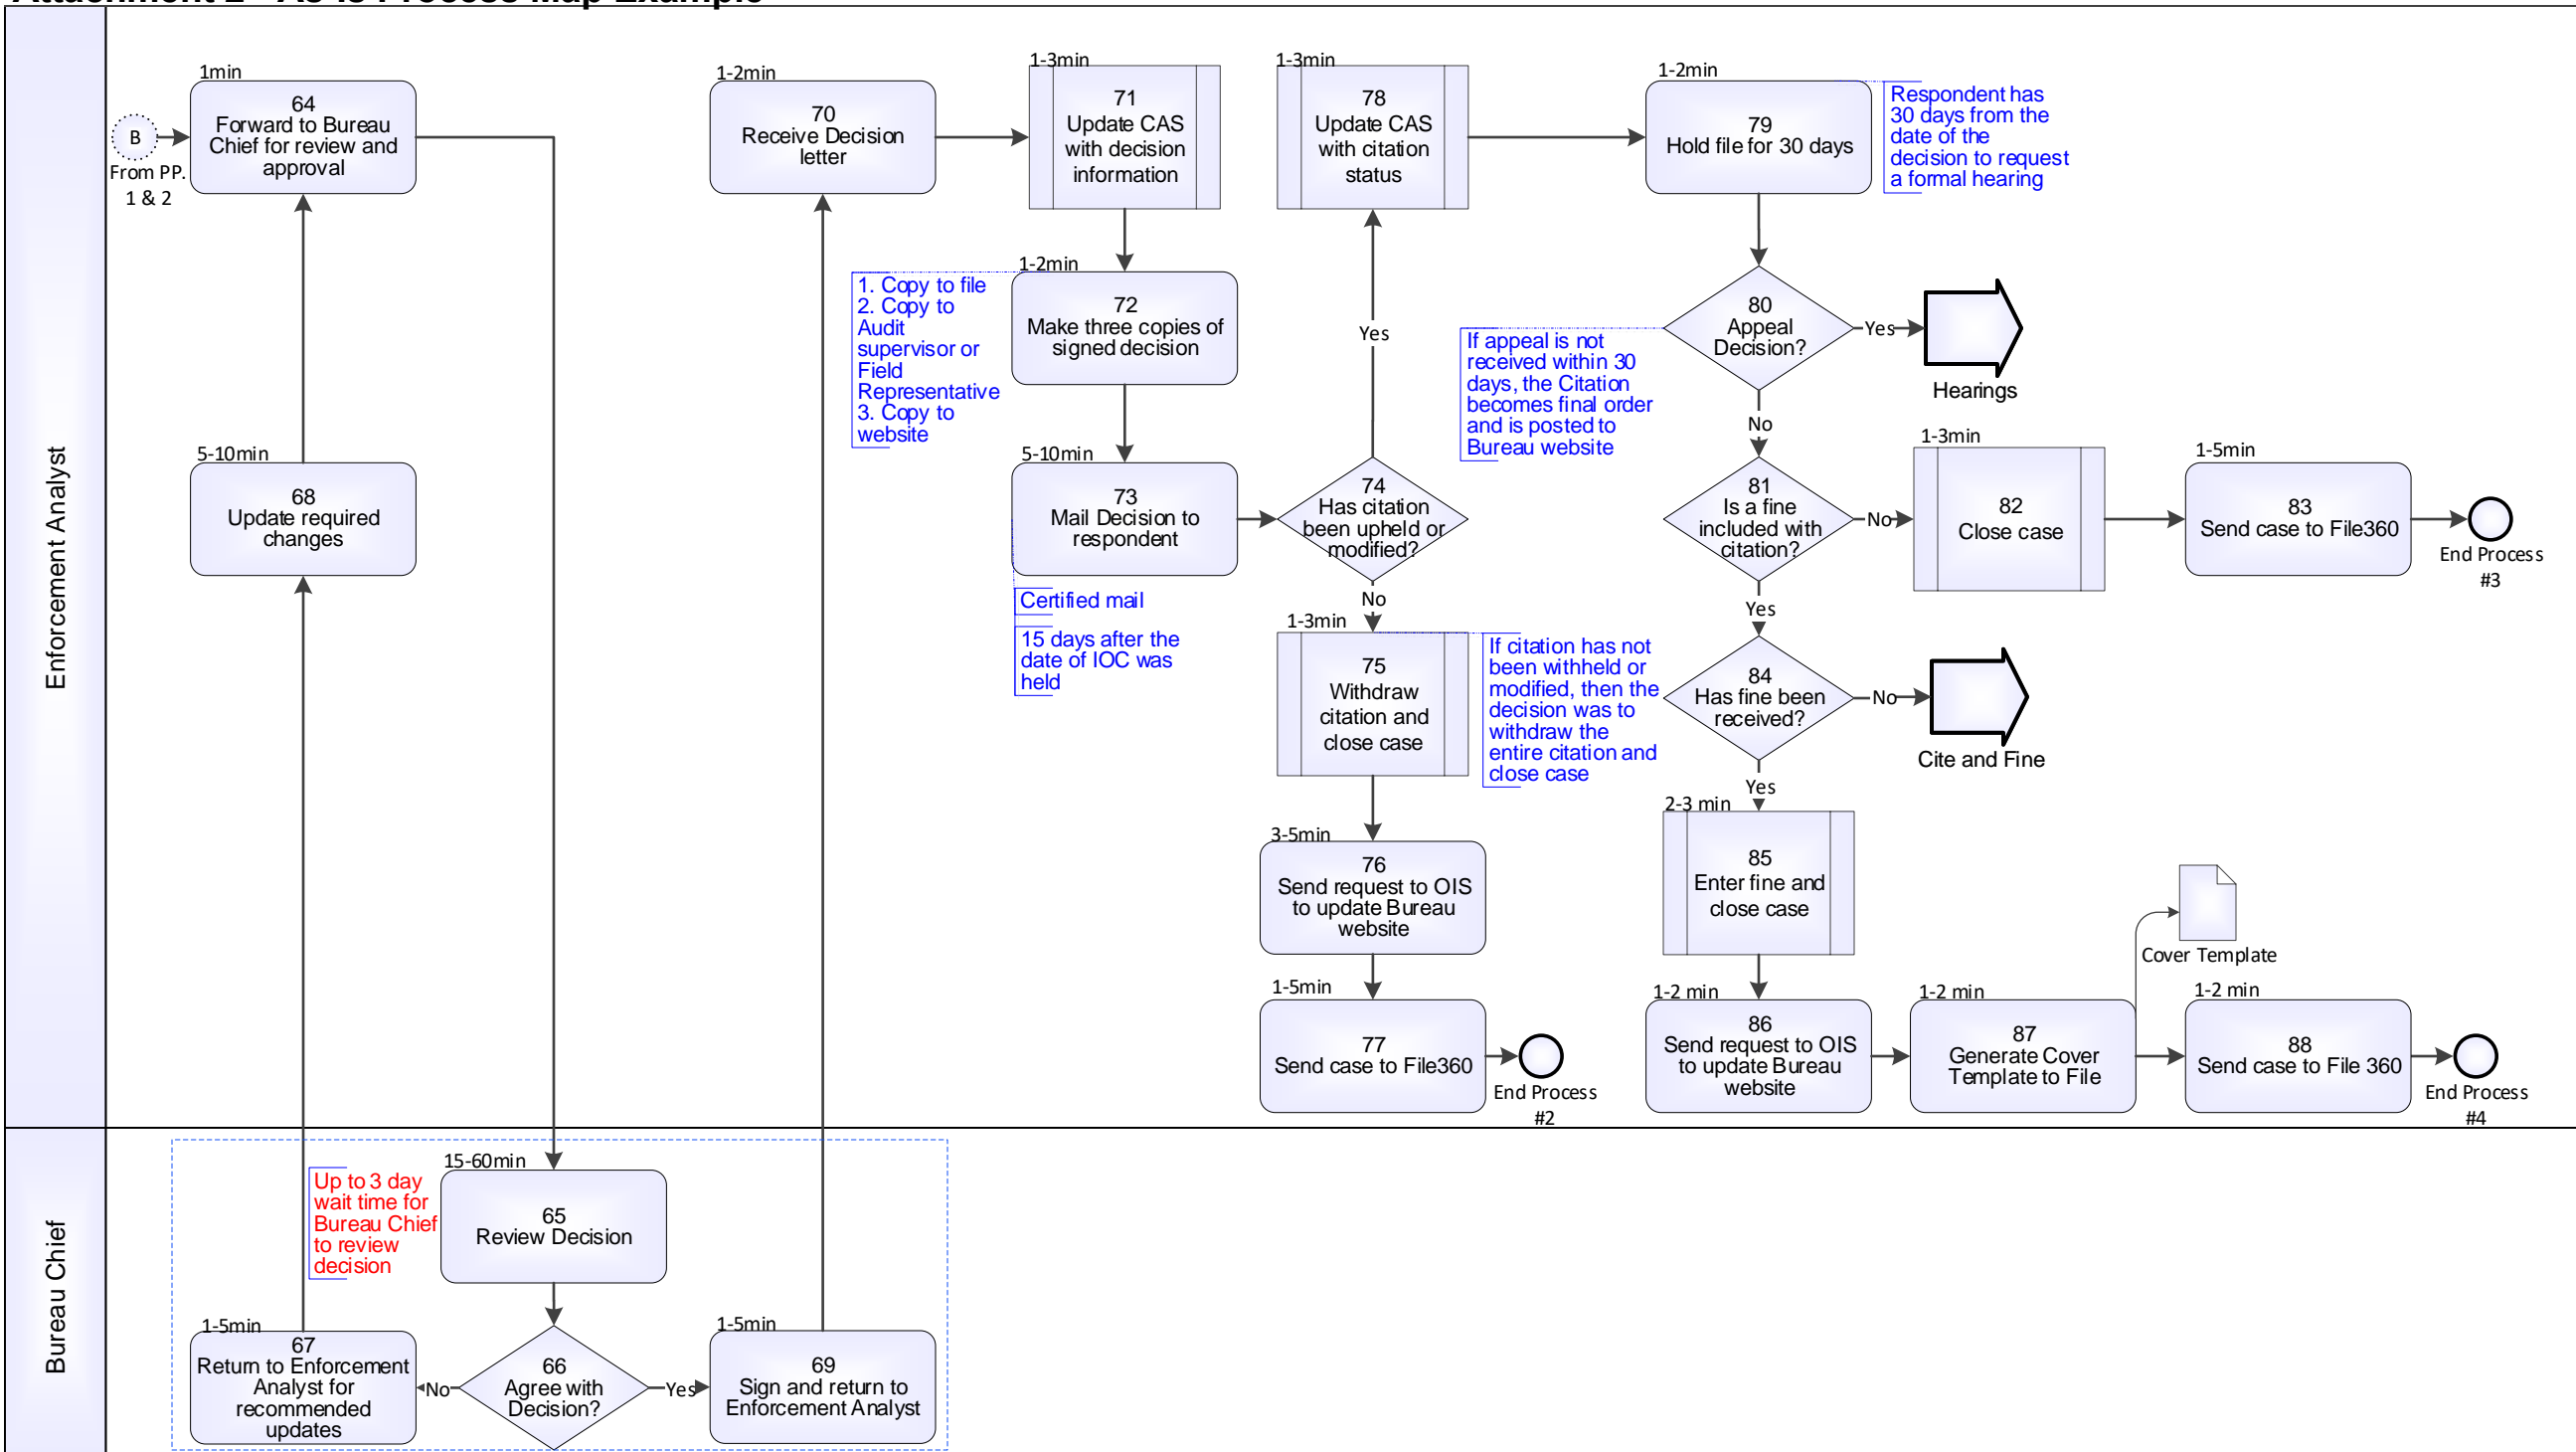 Attachment 2 - As-Is Process Map Example
Enforcement Analyst
B
From PP.
1 & 2
1min
64
Forward to Bureau
Chief for review and
approval
5-10min
68
Update required
changes
1-2min
70
Receive Decision
letter
1-3min
71
Update CAS
with decision
information
1. Copy to file
2. Copy to
Audit
supervisor or
Field
Representative
3. Copy to
website
1-2min
72
Make three copies of
signed decision
5-10min
73
Mail Decision to
respondent
Certified mail
15 days after the
date of IOC was
held
1-3min
78
Update CAS
with citation
status
Yes
74
Has citation
been upheld or
modified?
No
1-3min
75
Withdraw
citation and
close case
If citation has not
been withheld or
modified, then the
decision was to
withdraw the
entire citation and
close case
3-5min
76
Send request to OIS
to update Bureau
website
1-5min
77
Send case to File360
End Process
#2
1-2min
79
Hold file for 30 days
Respondent has
30 days from the
date of the
decision to request
a formal hearing
If appeal is not
received within 30
days, the Citation
becomes final order
and is posted to
Bureau website
80
Appeal
Decision?
Yes
Hearings
No
81
Is a fine
included with
citation?
No
1-3min
82
Close case
1-5min
83
Send case to File360
End Process
#3
Yes
84
Has fine been
received?
No
Cite and Fine
Yes
2-3 min
85
Enter fine and
close case
1-2 min
86
Send request to OIS
to update Bureau
website
1-2 min
87
Generate Cover
Template to File
Cover Template
1-2 min
88
Send case to File 360
End Process
#4
Bureau Chief
Up to 3 day
wait time for
Bureau Chief
to review
decision
15-60min
65
Review Decision
1-5min
67
Return to Enforcement
Analyst for
recommended
updates
No
66
Agree with
Decision?
Yes
1-5min
69
Sign and return to
Enforcement Analyst